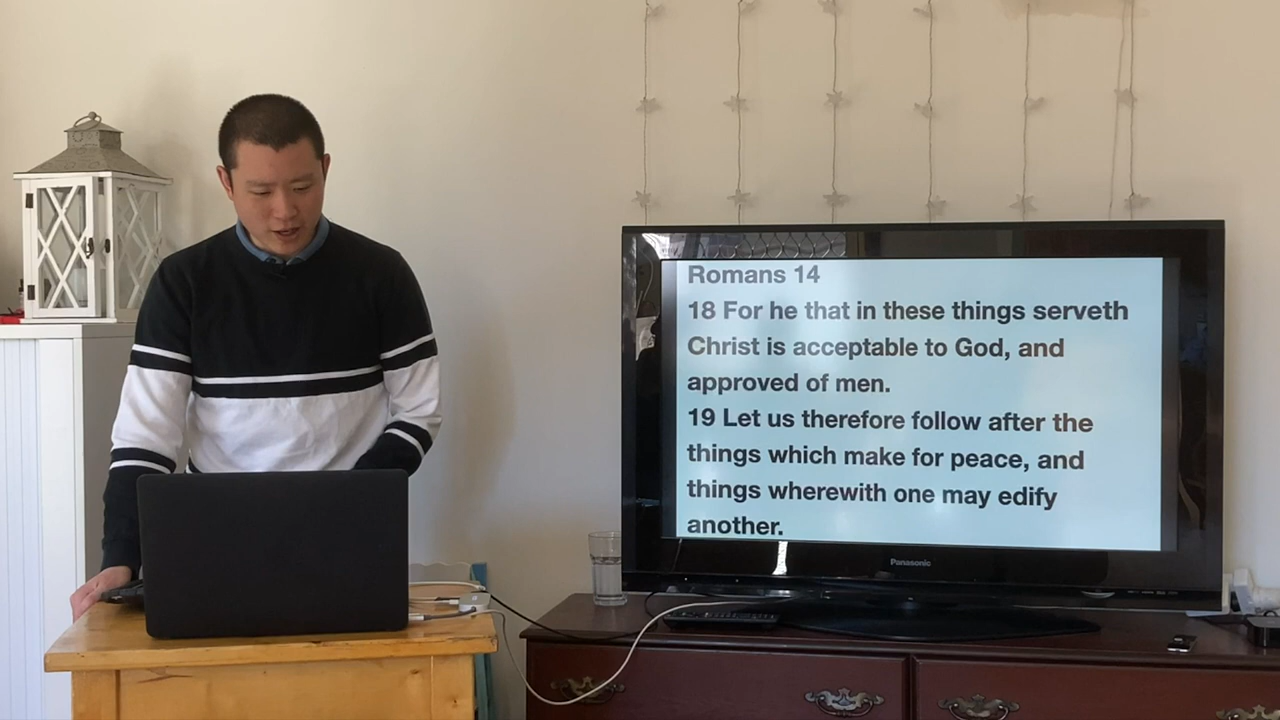 Romans 14
18 For he that in these things serveth
Christ is acceptable to God, and
approved of men.
19 Let us therefore follow after the
things which make for peace, and
things wherewith one may edify
another.
Panasonic